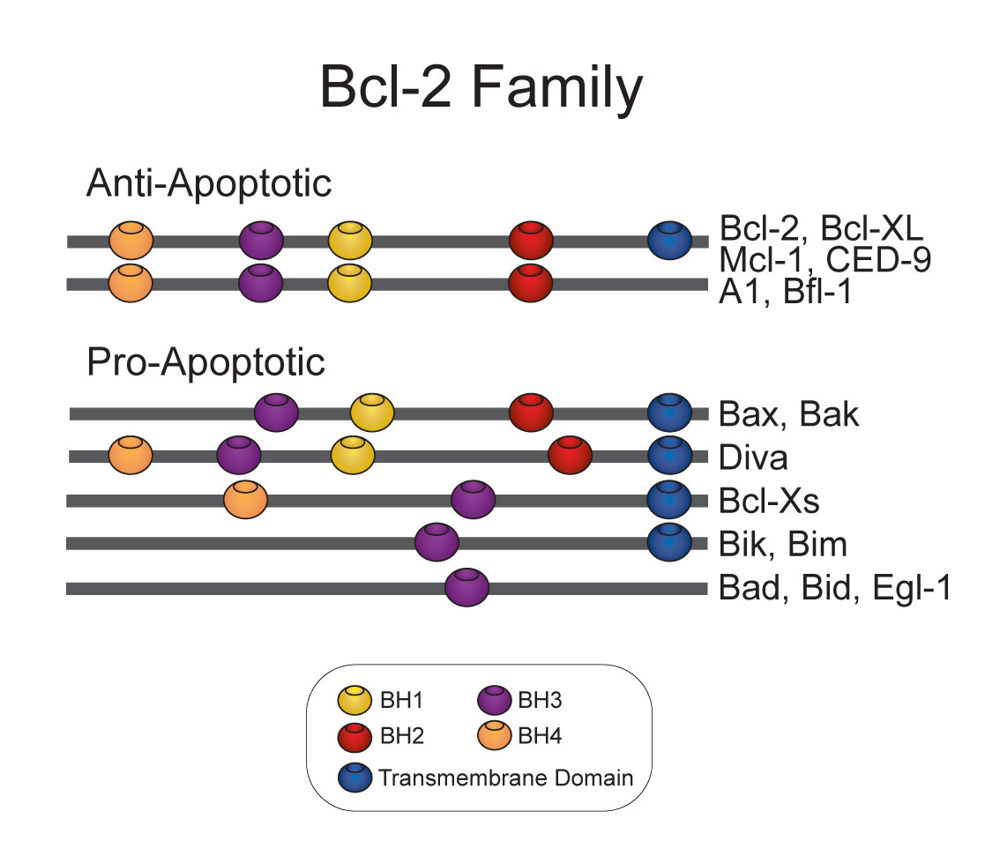 Bcl-2 Family
Anti-Apoptotic
Bcl-2, Bcl-XL
Mcl-1, CED-9
A1, Bfl-1
Pro-Apoptotic
Bax, Bak
Diva
Bcl-Xs
Bik, Bim
Bad, Bid, Egl-1
BH1 BH3
BH2 BH4
Transmembrane Domain